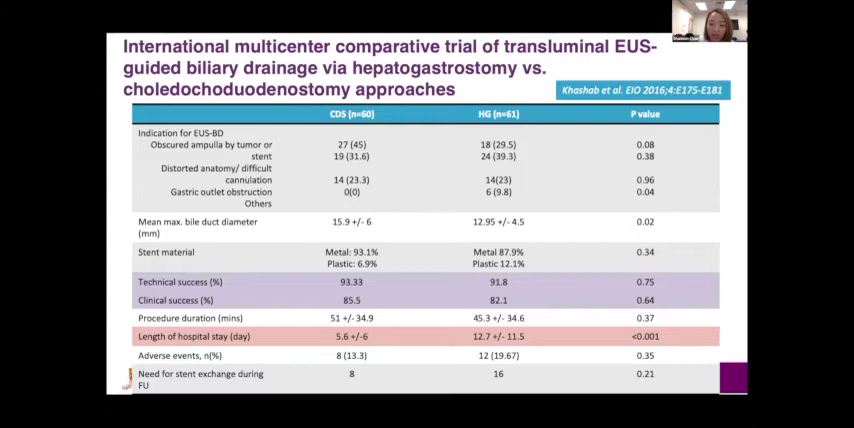 International multicenter comparative trial of transluminal EUS-
guided biliary drainage via hepatogastrostomy vs.
choledochoduodenostomy approaches
Khashab et al. EIO 2016;4:E175-E181
CDS (n=60) HG (n=61) P value
Indication for EUS-BD
Obscured ampulla by tumor or 27 (45) 18 (29.5) 0.08
stent 19 (31.6) 24 (39.3) 0.38
Distorted anatomy/ difficult
cannulation 14 (23.3) 14(23) 0.96
Gastric outlet obstruction 0(0) 6 (9.8) 0.04
Others
Mean max. bile duct diameter 15.9 +/- 6 12.95 +/- 4.5 0.02
(mm)
Stent material Metal: 93.1% Metal 87.9% 0.34
Plastic: 6.9% Plastic 12.1%
Technical success (%) 93.33 91.8 0.75
Clinical success (%) 85.5 82.1 0.64
Procedure duration (mins) 51 +/- 34.9 45.3 +/- 34.6 0.37
Length of hospital stay (day) 5.6 +/-6 12.7 +/- 11.5 <0.001
Adverse events, n(%) 8 (13.3) 12 (19.67) 0.35
Need for stent exchange during 8 16 0.21
FU